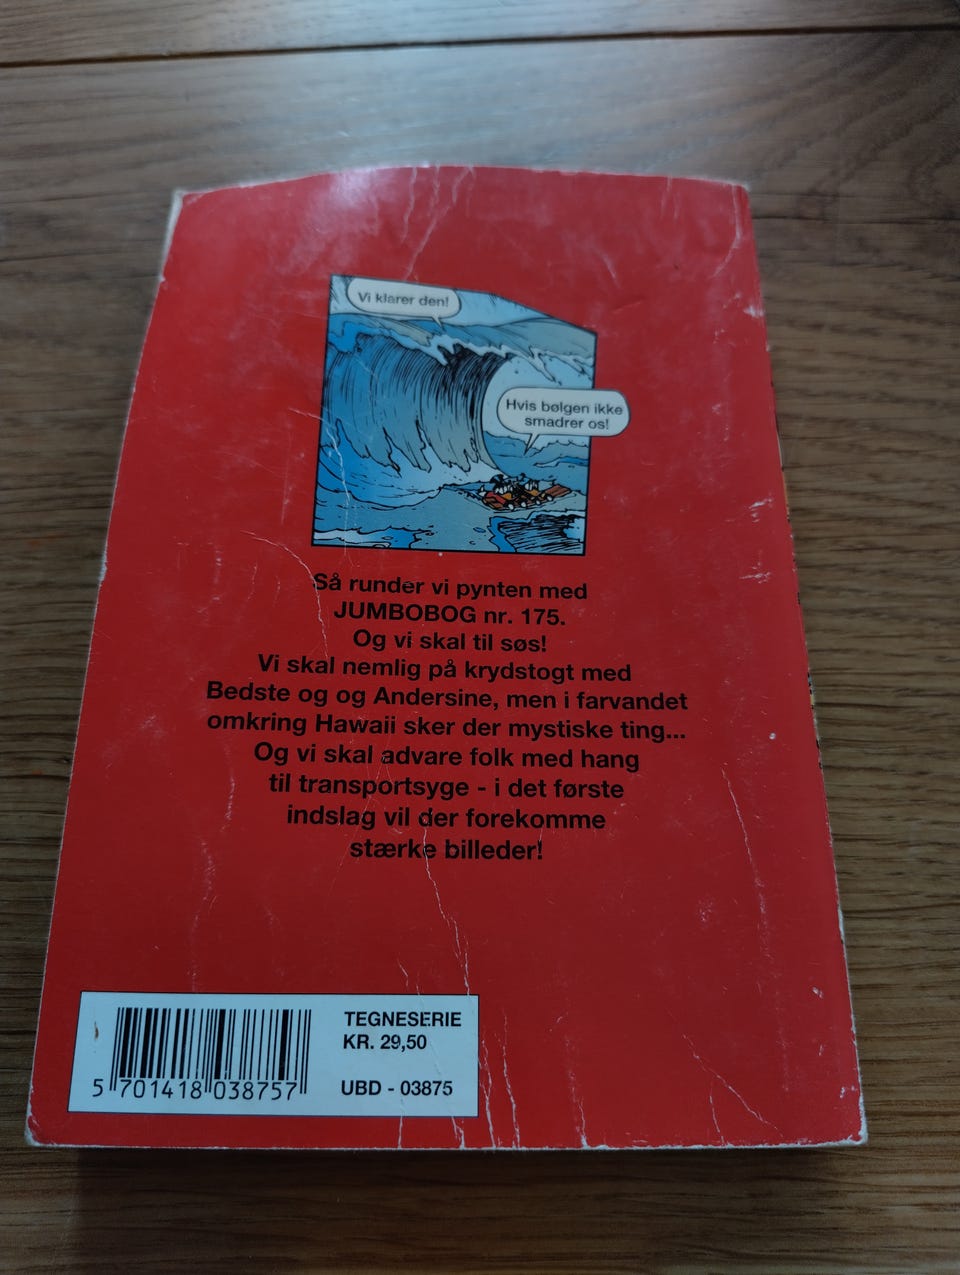 Vi klarer den!
Hvis bølgen ikke
smadrer os!
Så runder vi pynten med
JUMBOBOG nr. 175.
Og vi skal til søs!
Vi skal nemlig på krydstogt med
Bedste og og Andersine, men i farvandet
omkring Hawaii sker der mystiske ting...
Og vi skal advare folk med hang
til transportsyge - i det første
indslag vil der forekomme
stærke billeder!
TEGNESERIE
KR. 29,50
UBD - 03875
5 701418 038757